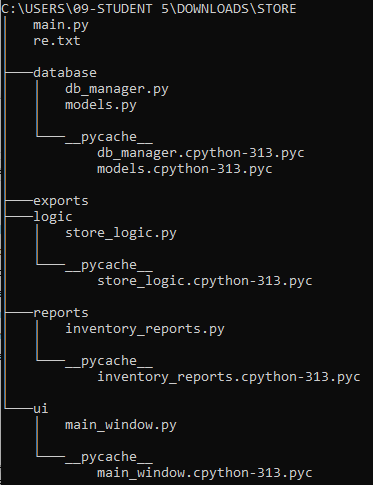 C:\USERS\09-STUDENT 5\DOWNLOADS\STORE
│   main.py
│   re.txt
│
├───database
│   │   db_manager.py
│   │   models.py
│   │
│   └───__pycache__
│           db_manager.cpython-313.pyc
│           models.cpython-313.pyc
│
├───exports
├───logic
│   │   store_logic.py
│   │
│   └───__pycache__
│           store_logic.cpython-313.pyc
│
├───reports
│   │   inventory_reports.py
│   │
│   └───__pycache__
│           inventory_reports.cpython-313.pyc
│
└───ui
    │   main_window.py
    │
    └───__pycache__
            main_window.cpython-313.pyc